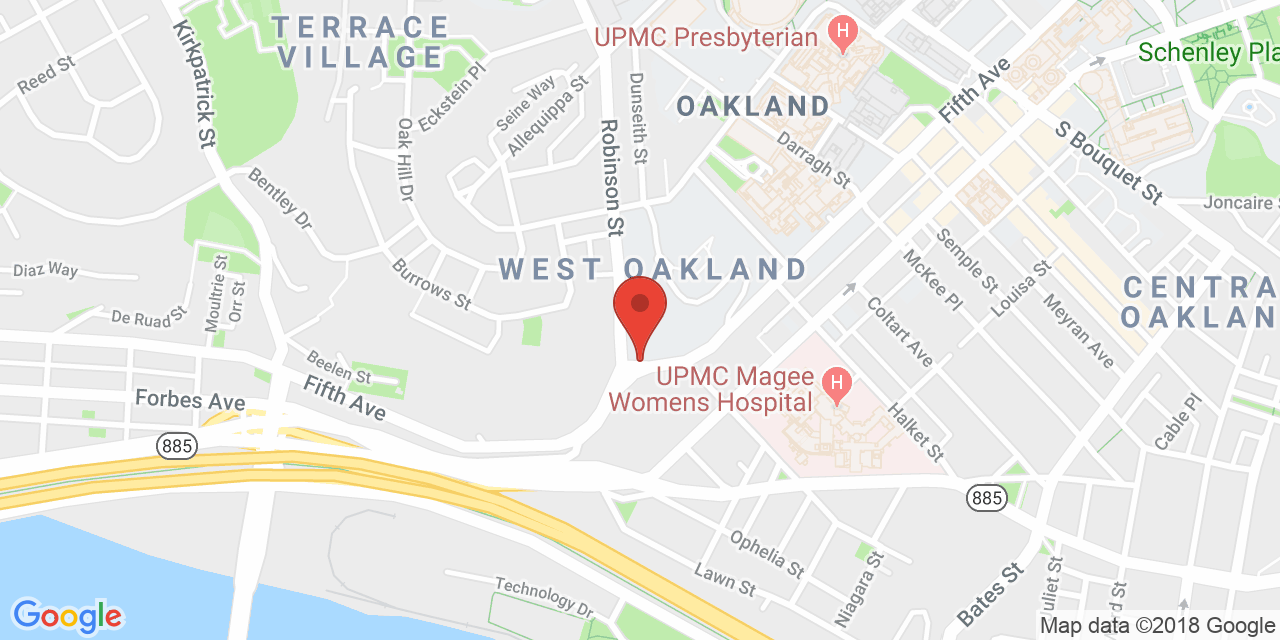 TERRACE
VILLAGE
UPMC Presbyterian
H
Schenley Pla
Kirkpatrick St
Reed St
Eckstein Pl
Seine Way
Allequippa St
Dunseith St
OAKLAND
Fifth Ave
Oak Hill Dr
Robinson St
Darragh St
S Bouquet St
Bentley Dr
Joncaire S
Diaz Way
Moultrie St
Orr St
Burrows St
WEST OAKLAND
McKee Pl
Semple St
Louisa St
Meyran Ave
CENTRA
OAKLAN
De Ruad St
Coltart Ave
Beelen St
Fifth Ave
Forbes Ave
UPMC Magee
Womens Hospital
H
Halket St
Cable Pl
885
885
Ophelia St
Lawn St
Niagara St
Technology Dr
Bates St
uliet St
d St
Google
Map data ©2018 Google